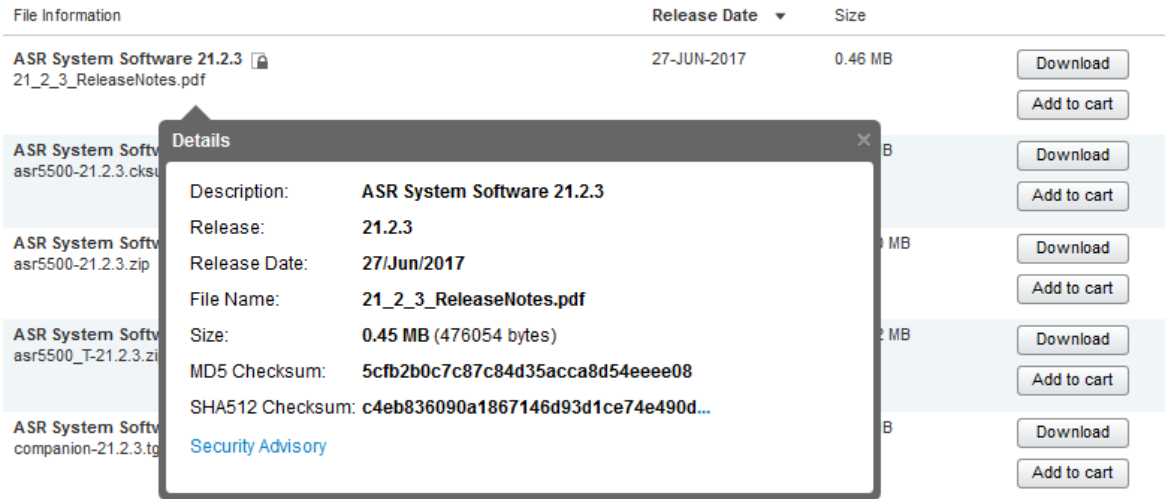 File Information Release Date Size
ASR System Software 21.2.3 27-JUN-2017 0.46 MB Download
21_2_3_ReleaseNotes.pdf
Add to cart
Details
ASR System Softw B Download
asr5500-21.2.3.cksu
Add to cart
Description: ASR System Software 21.2.3
Release: 21.2.3
ASR System Softw MB Download
asr5500-21.2.3.zip
Release Date: 27/Jun/2017
Add to cart
File Name: 21_2_3_ReleaseNotes.pdf
ASR System Softw MB Download
asr5500_T-21.2.3.zi
Size: 0.45 MB (476054 bytes)
MD5 Checksum: 5cfb2b0c7c87c84d35acca8d54eeee08
Add to cart
SHA512 Checksum: c4eb836090a1867146d93d1ce74e490d...
ASR System Softw B Download
companion-21.2.3.tg
Security Advisory
Add to cart